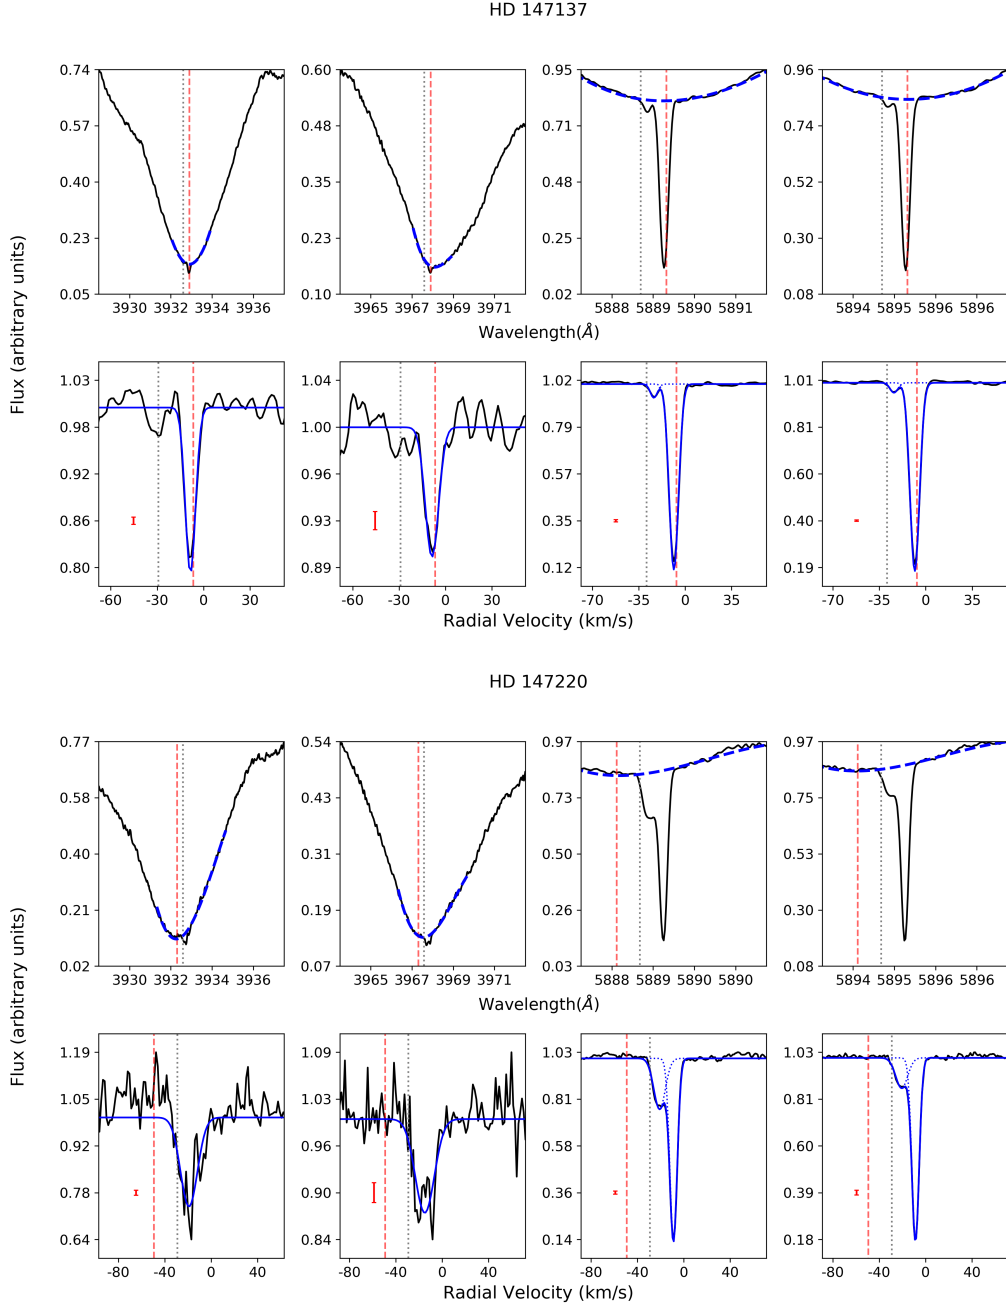 HD 147137
0.74 0.57 0.40 0.23 0.05
0.60 0.48 0.35 0.23 0.10
0.95 0.71 0.48 0.25 0.02
0.96 0.74 0.52 0.30 0.08
3930 3932 3934 3936
3965 3967 3969 3971
5888 5889 5890 5891
5894 5895 5896 5896
Wavelength(Å)
Flux (arbitrary units)
1.03 0.98 0.92 0.86 0.80
1.04 1.00 0.96 0.93 0.89
1.02 0.79 0.57 0.35 0.12
1.01 0.81 0.60 0.40 0.19
-60 -30 0 30
-60 -30 0 30
-70 -35 0 35
-70 -35 0 35
Radial Velocity (km/s)
HD 147220
0.77 0.58 0.40 0.21 0.02
0.54 0.43 0.31 0.19 0.07
0.97 0.73 0.50 0.26 0.03
0.97 0.75 0.53 0.30 0.08
3930 3932 3934 3936
3965 3967 3969 3971
5888 5889 5890 5890
5894 5895 5896 5896
Wavelength(Å)
Flux (arbitrary units)
1.19 1.05 0.92 0.78 0.64
1.09 1.03 0.96 0.90 0.84
1.03 0.81 0.58 0.36 0.14
1.03 0.81 0.60 0.39 0.18
-80 -40 0 40
-80 -40 0 40
-80 -40 0 40
-80 -40 0 40
Radial Velocity (km/s)